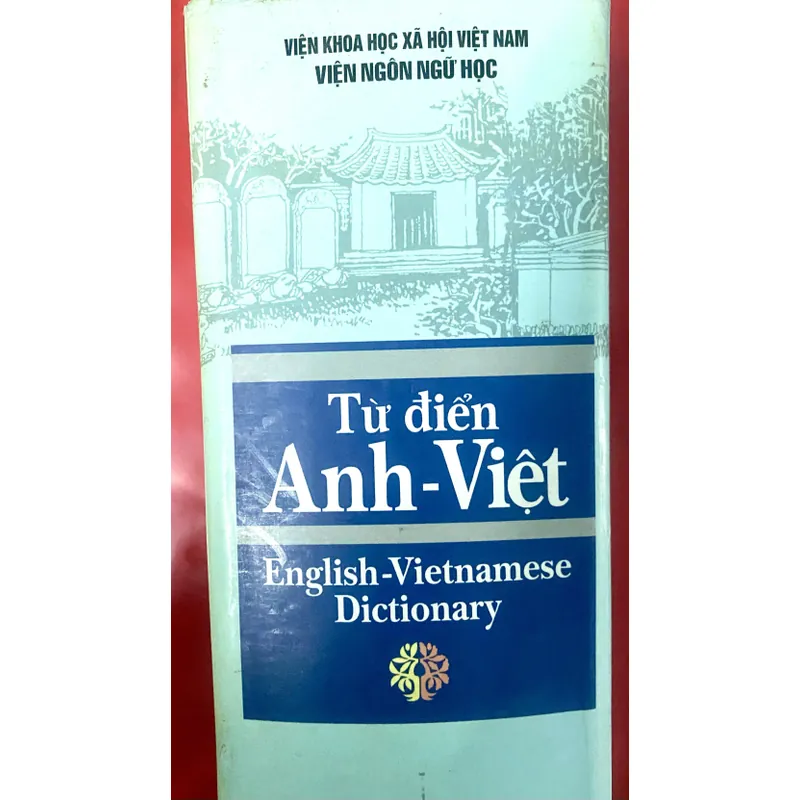 VIỆN KHOA HỌC XÃ HỘI VIỆT NAM
VIỆN NGÔN NGỮ HỌC
Từ điển
Anh-Việt
English-Vietnamese
Dictionary